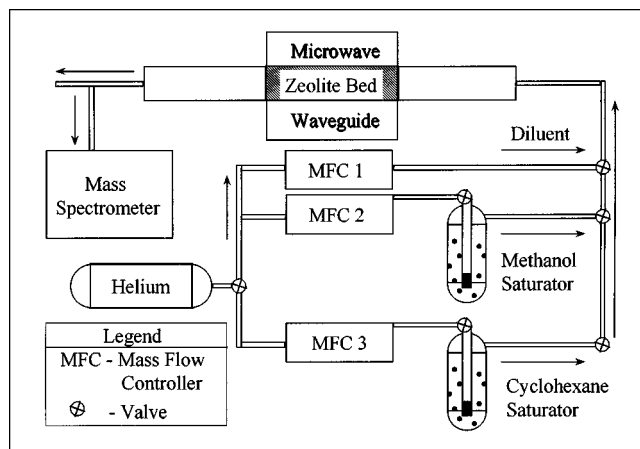 Microwave
Zeolite Bed
Waveguide
Diluent
MFC 1
MFC 2
Mass
Spectrometer
Methanol
Saturator
Helium
Legend
MFC - Mass Flow
Controller
- Valve
MFC 3
Cyclohexane
Saturator